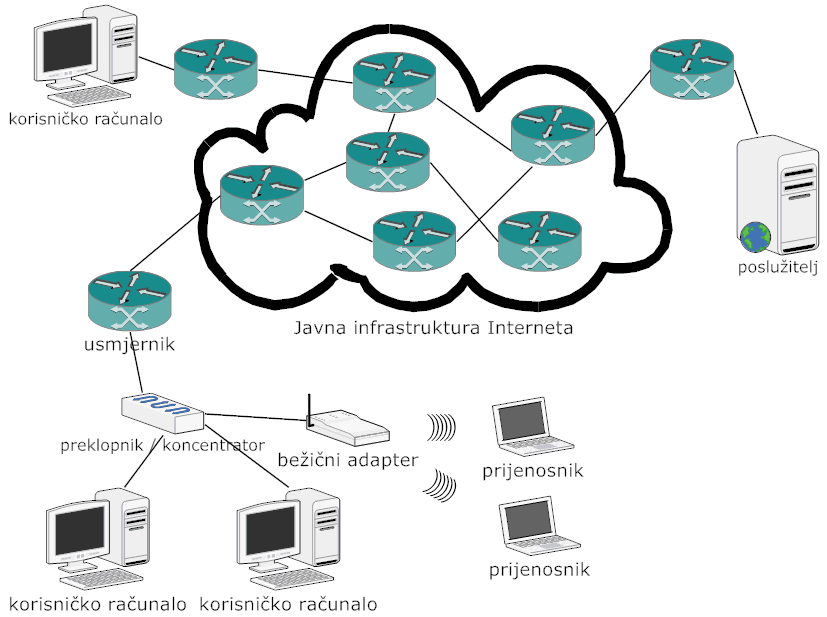 korisničko računalo
poslužitelj
Javna infrastruktura Interneta
usmjernik
preklopnik / koncentrator
bežični adapter
prijenosnik
prijenosnik
korisničko računalo
korisničko računalo